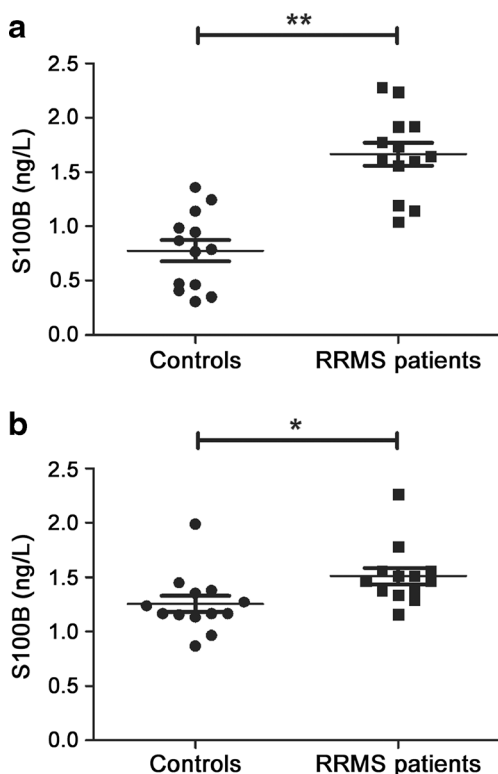 a
**
2.5
2.0
1.5
1.0
0.5
0.0
S100B (ng/L)
Controls RRMS patients
b
*
2.5
2.0
1.5
1.0
0.5
0.0
S100B (ng/L)
Controls RRMS patients